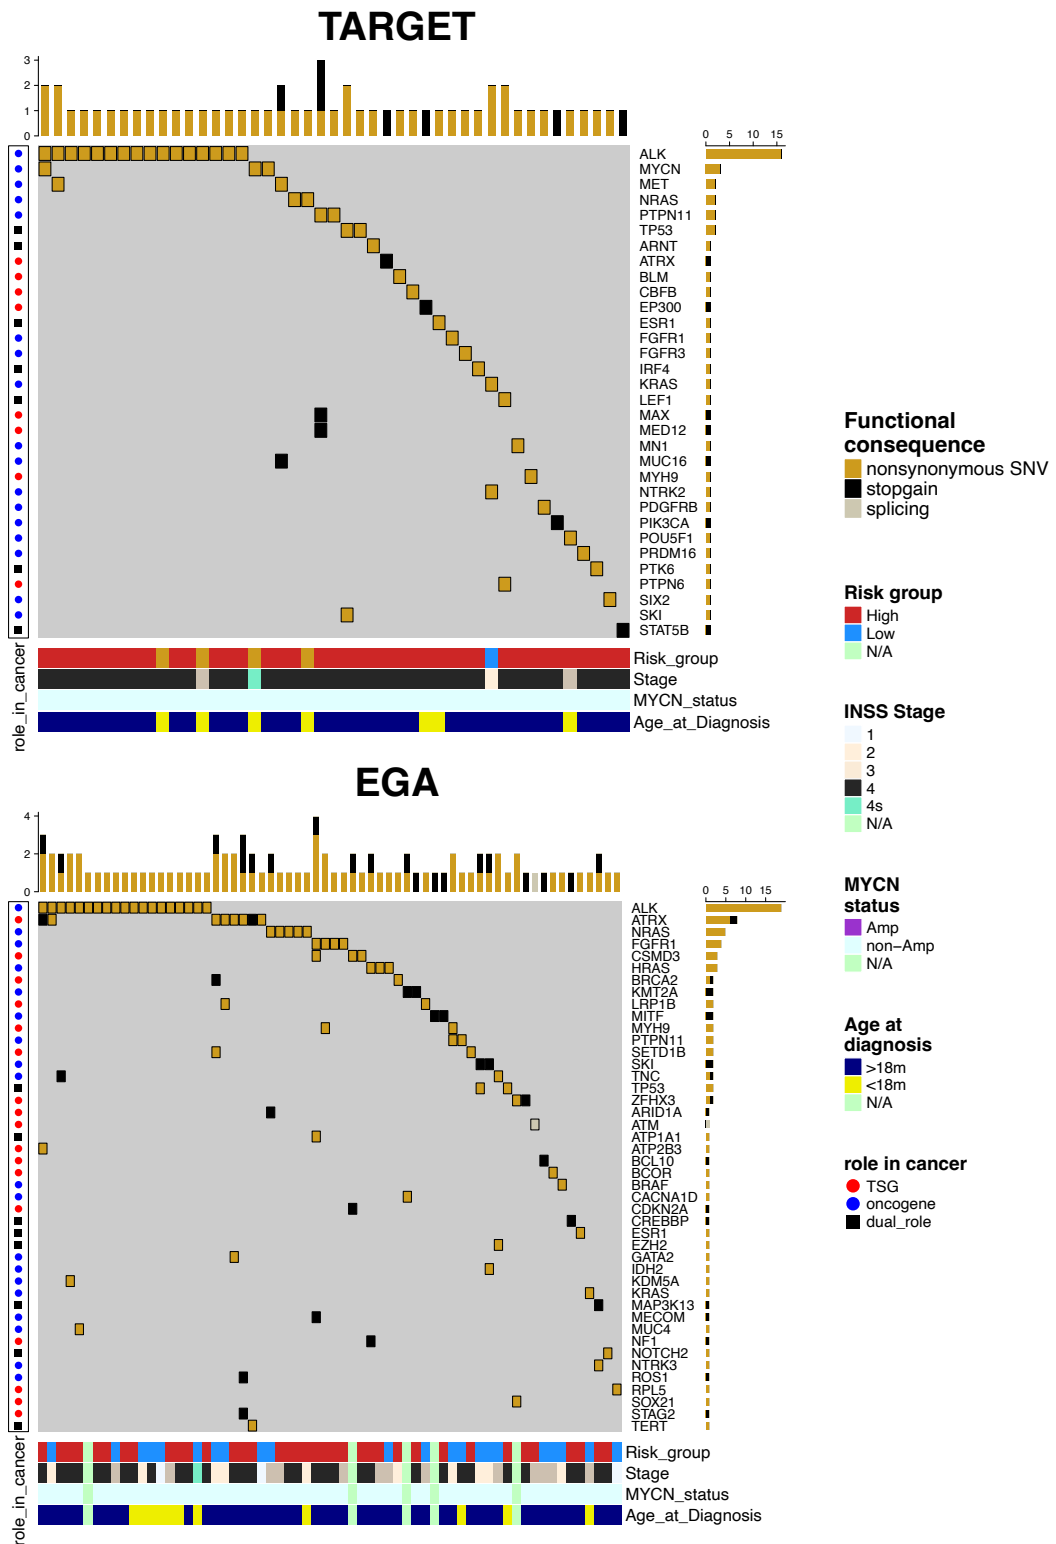 TARGET
3
2
1
0
0 5 10 15
ALK
MYCN
MET
NRAS
PTPN11
TP53
ARNT
ATRX
BLM
CBFB
EP300
ESR1
FGFR1
FGFR3
IRF4
KRAS
LEF1
MAX
MED12
MN1
MUC16
MYH9
NTRK2
PDGFRB
PIK3CA
POU5F1
PRDM16
PTK6
PTPN6
SIX2
SKI
STAT5B
Risk_group
Stage
MYCN_status
Age_at_Diagnosis
role_in_cancer
EGA
4
2
0
0 5 10 15
ALK
ATRX
NRAS
FGFR1
CSMD3
HRAS
BRCA2
KMT2A
LRP1B
MITF
MYH9
PTPN11
SETD1B
SKI
TNC
TP53
ZFHX3
ARID1A
ATM
ATP1A1
ATP2B3
BCL10
BCOR
BRAF
CACNA1D
CDKN2A
CREBBP
ESR1
EZH2
GATA2
IDH2
KDM5A
KRAS
MAP3K13
MECOM
MUC4
NF1
NOTCH2
NTRK3
ROS1
RPL5
SOX21
STAG2
TERT
Risk_group
Stage
MYCN_status
Age_at_Diagnosis
role_in_cancer
Functional
consequence
nonsynonymous SNV
stopgain
splicing
Risk group
High
Low
N/A
INSS Stage
1
2
3
4
4s
N/A
MYCN
status
Amp
non−Amp
N/A
Age at
diagnosis
>18m
<18m
N/A
role in cancer
TSG
oncogene
dual_role